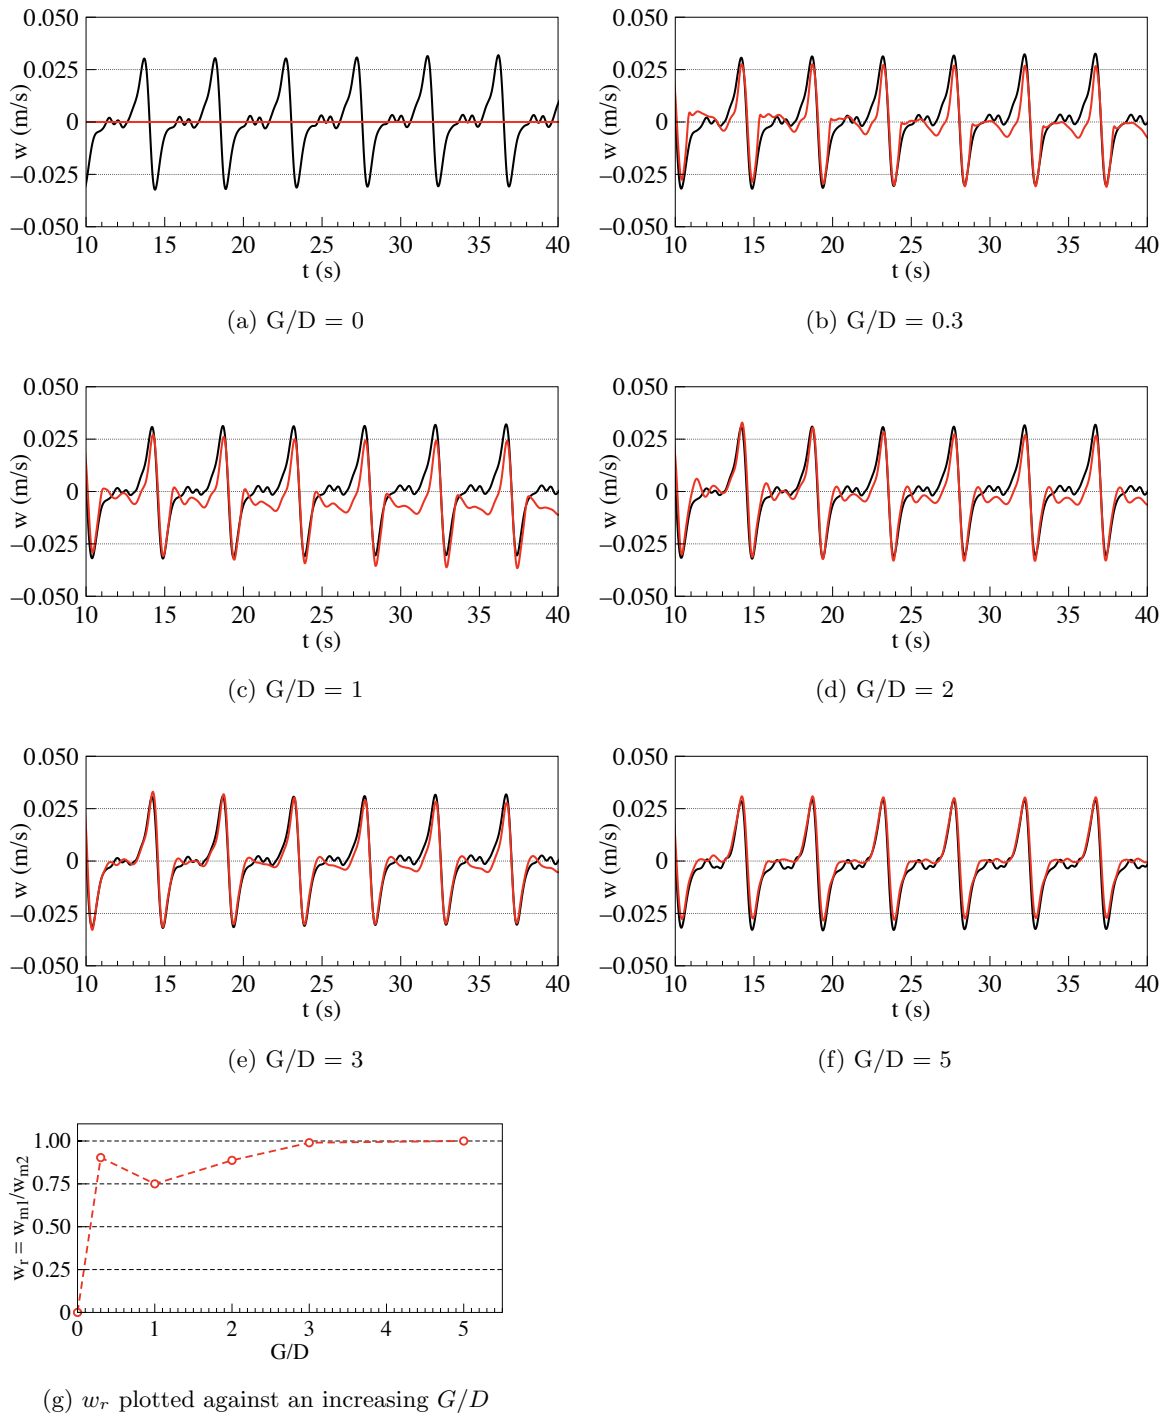 0.050
0.025
0
−0.025
−0.050
w (m/s)
10 15 20 25 30 35 40
t (s)
(a) G/D = 0
0.050
0.025
0
−0.025
−0.050
w (m/s)
10 15 20 25 30 35 40
t (s)
(b) G/D = 0.3
0.050
0.025
0
−0.025
−0.050
w (m/s)
10 15 20 25 30 35 40
t (s)
(c) G/D = 1
0.050
0.025
0
−0.025
−0.050
w (m/s)
10 15 20 25 30 35 40
t (s)
(d) G/D = 2
0.050
0.025
0
−0.025
−0.050
w (m/s)
10 15 20 25 30 35 40
t (s)
(e) G/D = 3
0.050
0.025
0
−0.025
−0.050
w (m/s)
10 15 20 25 30 35 40
t (s)
(f) G/D = 5
1.00
0.75
0.50
0.25
0
w_r = w_m1/w_m2
0 1 2 3 4 5
G/D
(g) w_r plotted against an increasing G/D